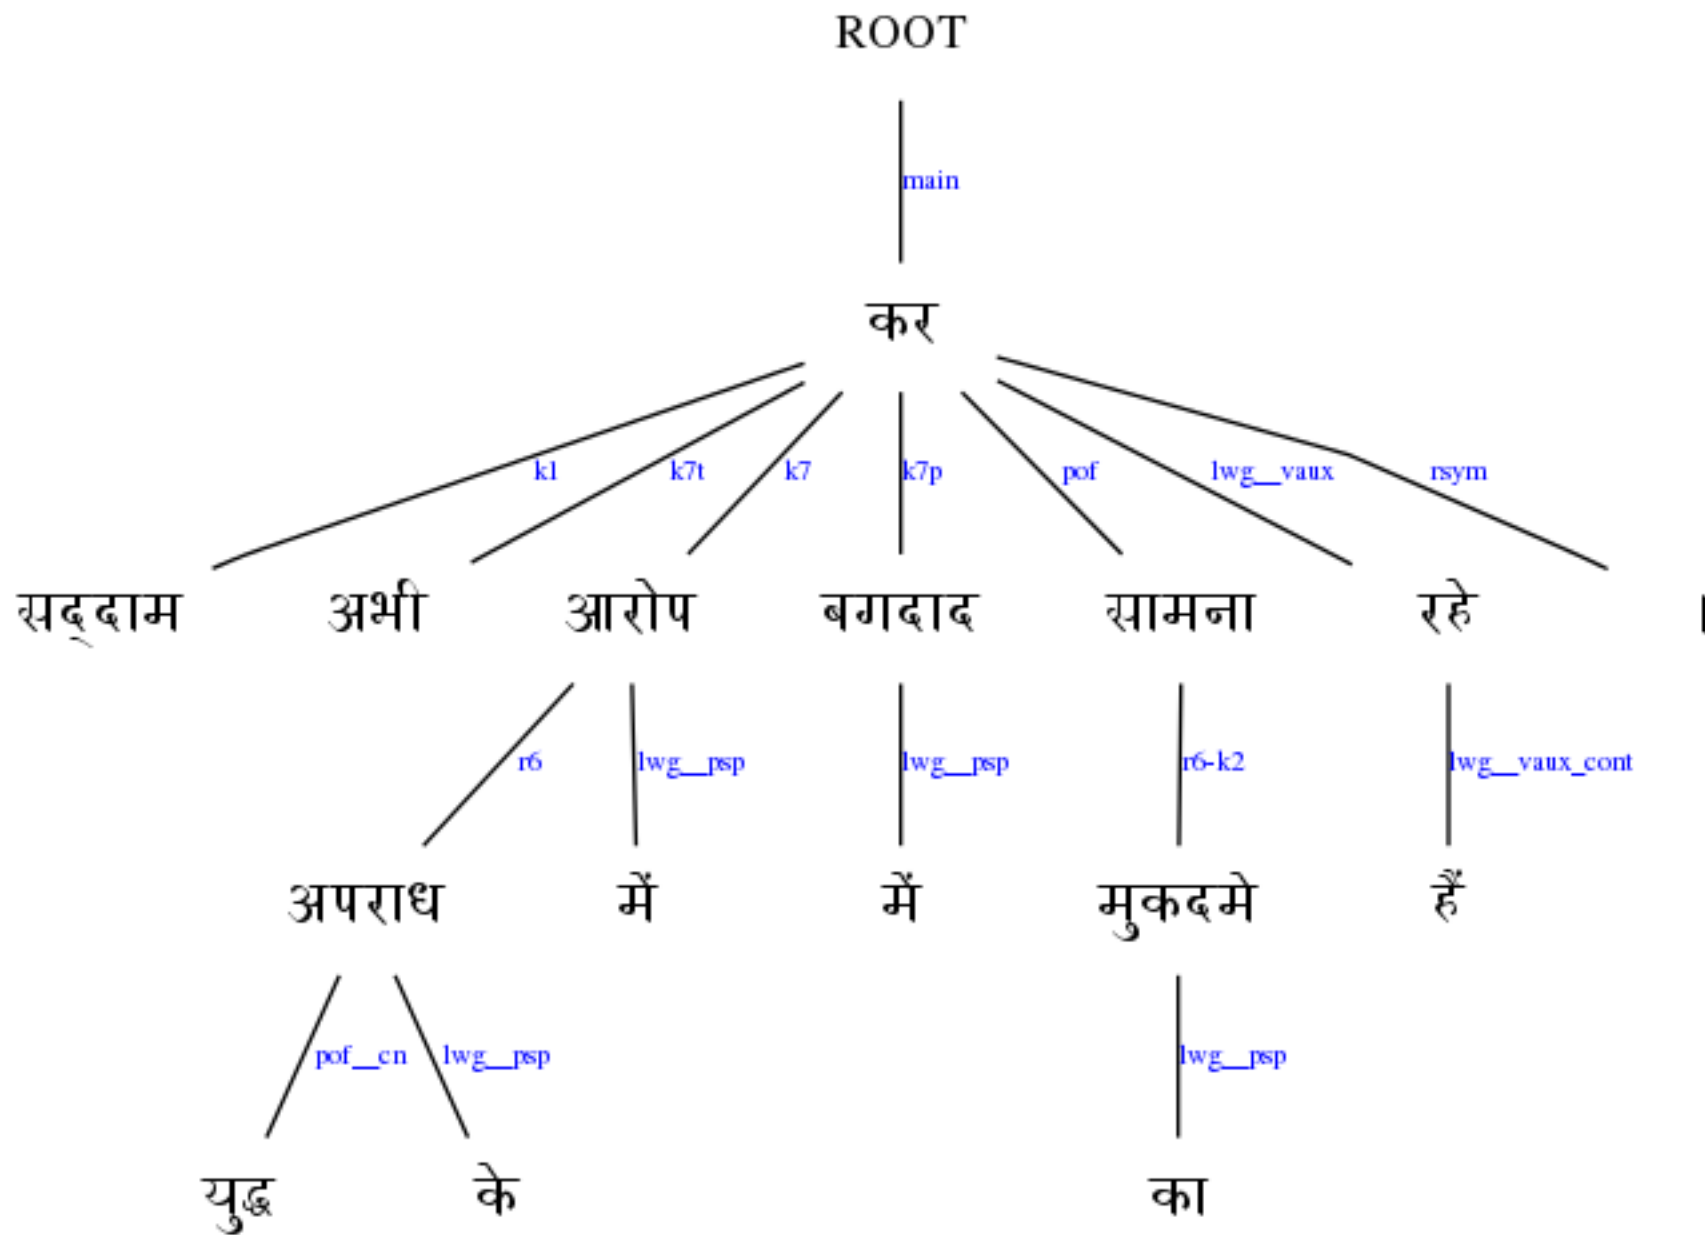 ROOT
main
कर
k1 k7t k7 k7p pof lwg__vaux rsym
सद्दाम अभी आरोप बगदाद सामना रहे ।
r6 lwg__psp lwg__psp r6-k2 lwg__vaux_cont
अपराध में में मुकदमे हैं
pof__cn lwg__psp lwg__psp
युद्ध के का